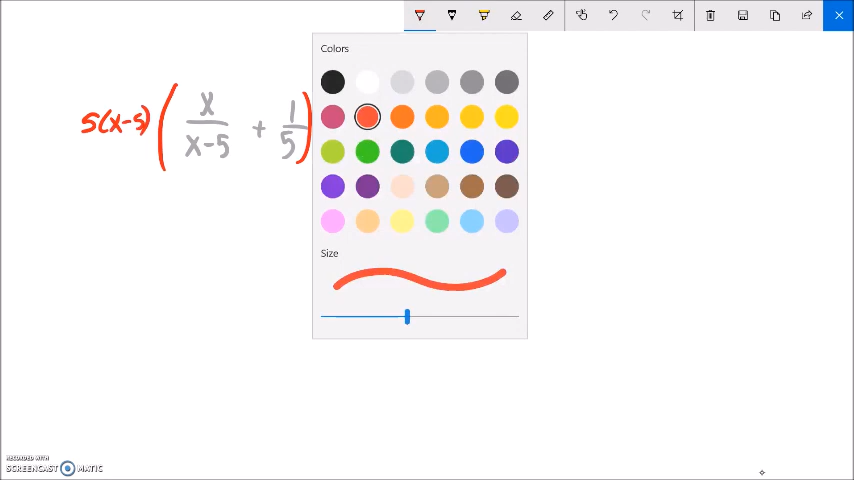 Colors
5(x-5) ( x/(x-5) + 1/5 )
Size
RECORDED WITH
SCREENCAST MATIC